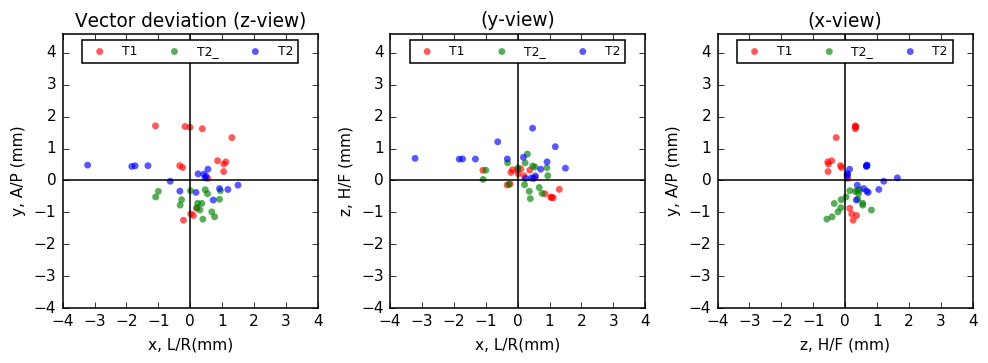 Vector deviation (z-view) (y-view) (x-view)
T1 T2_ T2 T1 T2_ T2 T1 T2_ T2
4 4 4
3 3 3
2 2 2
1 1 1
0 0 0
−1 −1 −1
−2 −2 −2
−3 −3 −3
−4 −4 −4
y, A/P (mm) z, H/F (mm) y, A/P (mm)
−4 −3 −2 −1 0 1 2 3 4 −4 −3 −2 −1 0 1 2 3 4 −4 −3 −2 −1 0 1 2 3 4
x, L/R(mm) x, L/R(mm) z, H/F (mm)